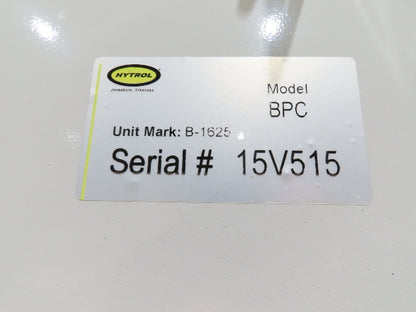 HYTROL
Jonesboro, Arkansas
Model
BPC
Unit Mark: B-1625
Serial # 15V515